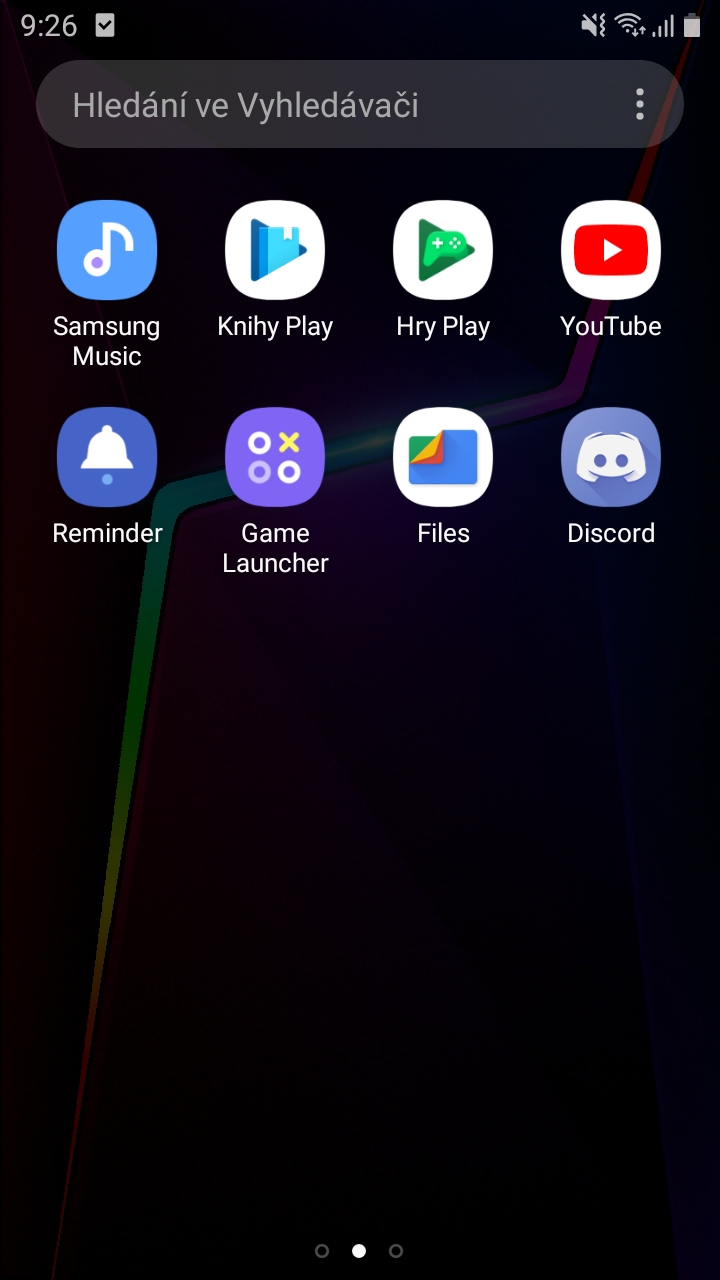 9:26
Hledání ve Vyhledávači
Samsung
Music
Knihy Play
Hry Play
YouTube
Reminder
Game
Launcher
Files
Discord